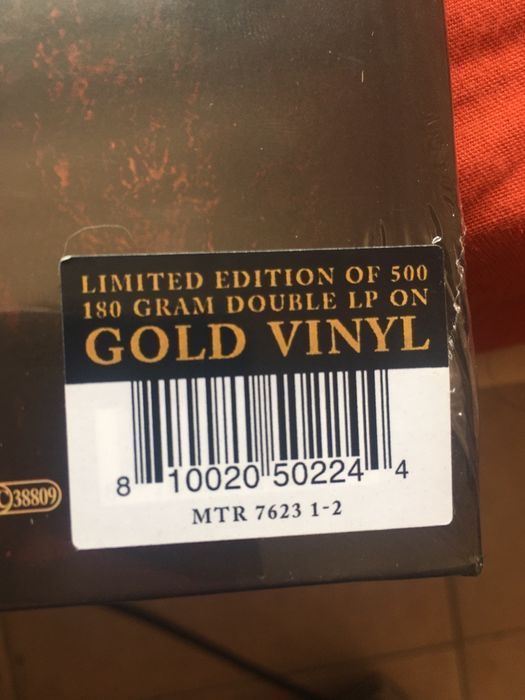 LIMITED EDITION OF 500
180 GRAM DOUBLE LP ON
GOLD VINYL
8 10020 50224 4
MTR 7623 1-2
38809